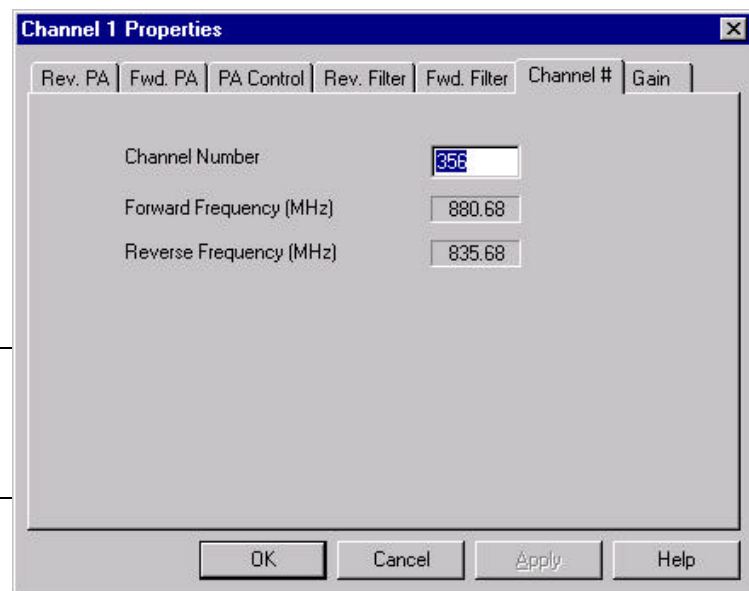 Channel 1 Properties
Rev. PA Fwd. PA PA Control Rev. Filter Fwd. Filter Channel # Gain
Channel Number 356
Forward Frequency (MHz) 880.68
Reverse Frequency (MHz) 835.68
OK Cancel Apply Help